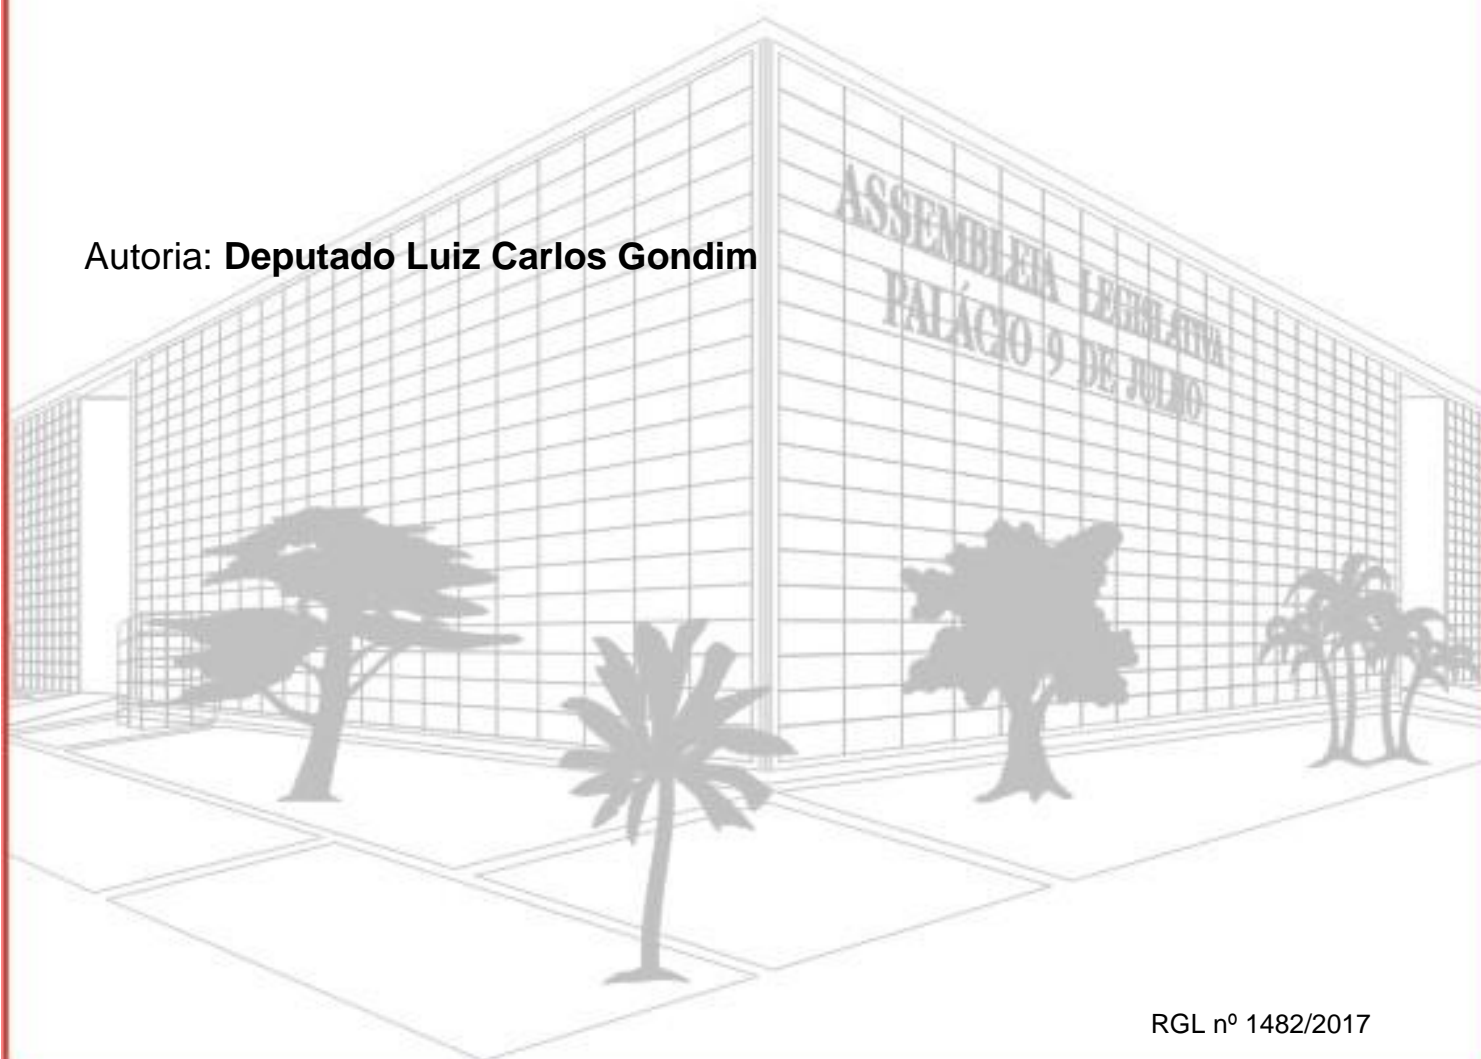 ASSEMBLEIA LEGISLATIVA
PALÁCIO 9 DE JULHO
Autoria: Deputado Luiz Carlos Gondim
RGL nº 1482/2017